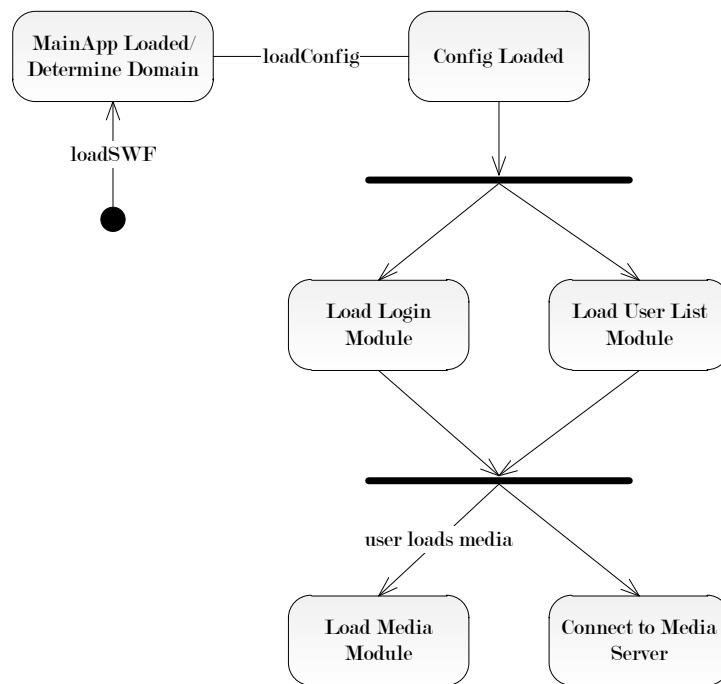 MainApp Loaded/
Determine Domain
loadConfig
Config Loaded
loadSWF
Load Login
Module
Load User List
Module
user loads media
Load Media
Module
Connect to Media
Server